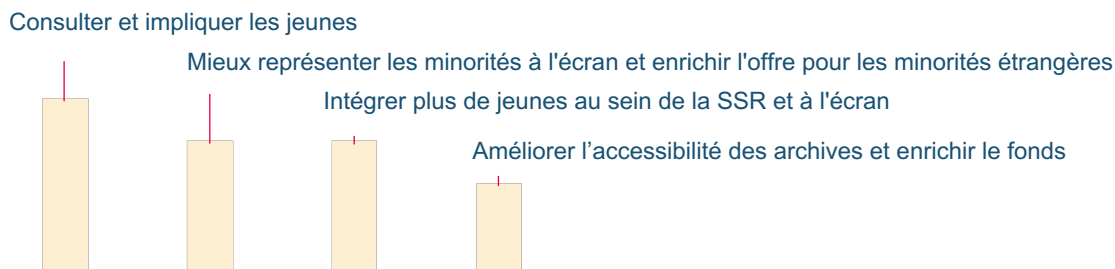 Consulter et impliquer les jeunes
Mieux représenter les minorités à l'écran et enrichir l'offre pour les minorités étrangères
Intégrer plus de jeunes au sein de la SSR et à l'écran
Améliorer l’accessibilité des archives et enrichir le fonds